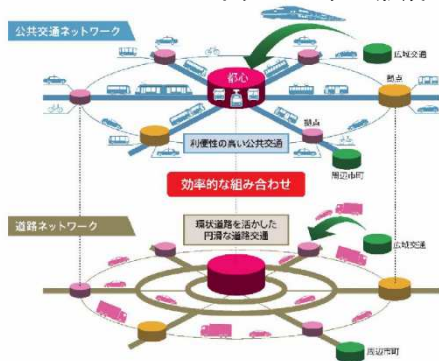 公共交通ネットワーク
広域交通
都心
拠点
拠点
利便性の高い公共交通
周辺市町
効率的な組み合わせ
道路ネットワーク
環状道路を活かした
円滑な道路交通
広域交通
周辺市町